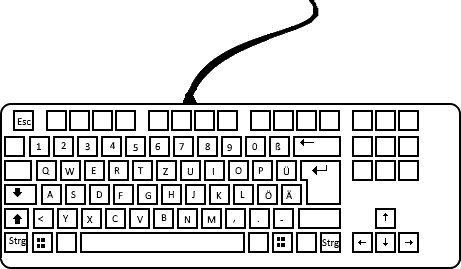 Esc
1 2 3 4 5 6 7 8 9 0 ß ←
Q W E R T Z U I O P Ü
A S D F G H J K L Ö Ä
< Y X C V B N M , . - ↑
Strg Strg ← ↓ →